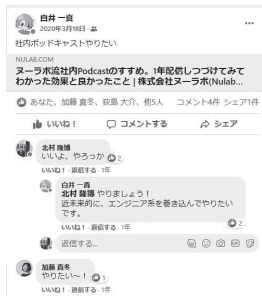 白井 一真
2020年3月18日
社内ポッドキャストやりたい
NULAB.COM
ヌーラボ流社内Podcastのすすめ。1年配信しつづけてみて
わかった効果と良かったこと | 株式会社ヌーラボ(Nulab...
あなた、加藤 真冬、荻島 大介、他5人 コメント4件 シェア1件
いいね! コメントする シェア
北村 隆博
いいよ、やろっか 2
いいね!・返信する・1年
白井 一真
北村 隆博 やりましょう！
近未来的に、エンジニア系を巻き込んでやりたい
です。
2
いいね!・返信する・1年
返信する...
加藤 真冬
やりたい〜！ 1
いいね!・返信する・1年